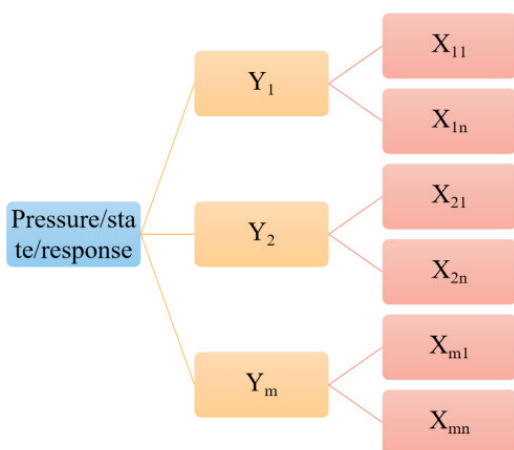 Pressure/sta
te/response
Y₁
Y₂
Yₘ
X₁₁
X₁ₙ
X₂₁
X₂ₙ
Xₘ₁
Xₘₙ